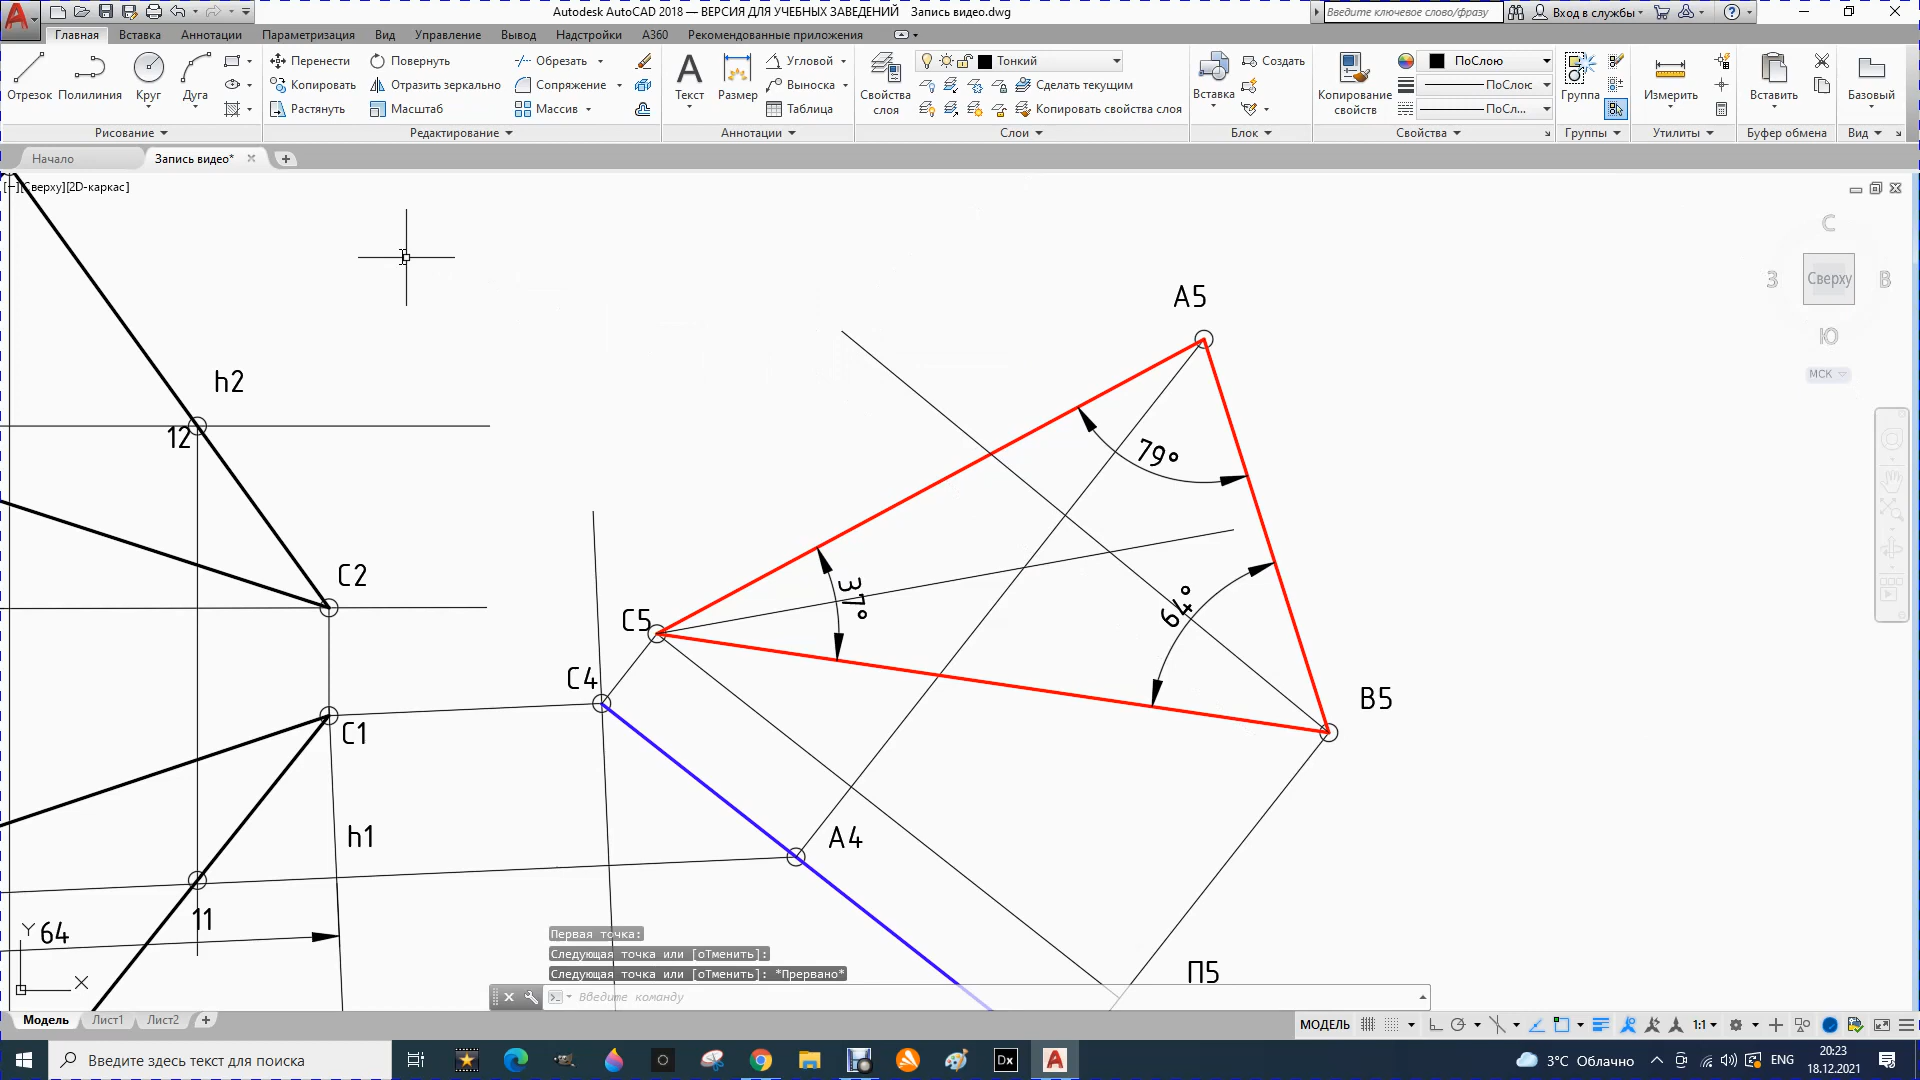 Autodesk AutoCAD 2018 — ВЕРСИЯ ДЛЯ УЧЕБНЫХ ЗАВЕДЕНИЙ Запись видео.dwg
Введите ключевое слово/фразу
Вход в службы
Главная Вставка Аннотации Параметризация Вид Управление Вывод Надстройки A360 Рекомендованные приложения
Отрезок Полилиния Круг Дуга
Рисование
Перенести Повернуть Обрезать
Копировать Отразить зеркально Сопряжение
Растянуть Масштаб Массив
Редактирование
Текст Размер
Угловой
Выноска
Таблица
Аннотации
Свойства слоя
Тонкий
Сделать текущим
Копировать свойства слоя
Слои
Вставка
Создать
Блок
Копирование свойств
ПоСлою
ПоСлою
ПоСл...
Свойства
Группа
Группы
Измерить
Утилиты
Вставить
Буфер обмена
Базовый
Вид
Начало
Запись видео*
[−][Сверху][2D-каркас]
С
З Сверху В
Ю
МСК
A5
h2
12
79°
C2
37°
64°
C5
C4
B5
C1
h1
A4
11
64
Y
X
П5
Первая точка:
Следующая точка или [оТменить]:
Следующая точка или [оТменить]: *Прервано*
Введите команду
Модель Лист1 Лист2
МОДЕЛЬ
1:1
Введите здесь текст для поиска
Dx
3°C Облачно
ENG
20:23
18.12.2021